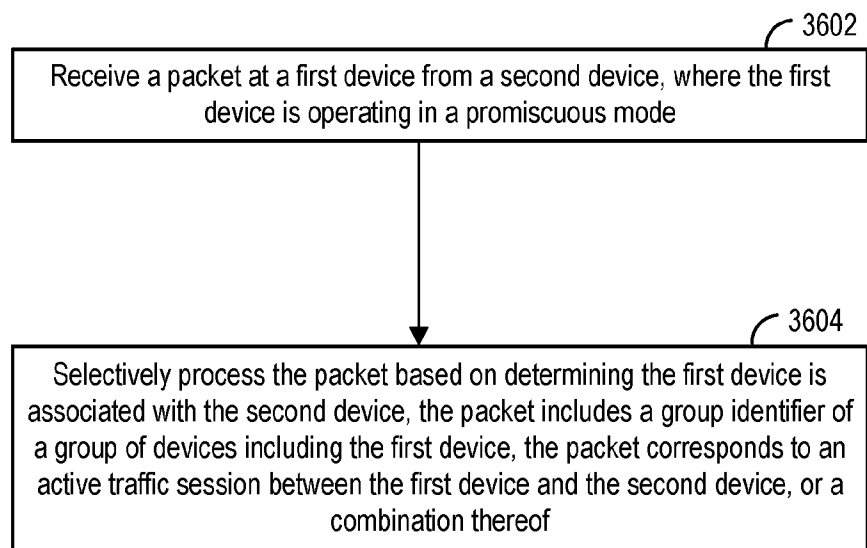 3602
Receive a packet at a first device from a second device, where the first
device is operating in a promiscuous mode
3604
Selectively process the packet based on determining the first device is
associated with the second device, the packet includes a group identifier of
a group of devices including the first device, the packet corresponds to an
active traffic session between the first device and the second device, or a
combination thereof